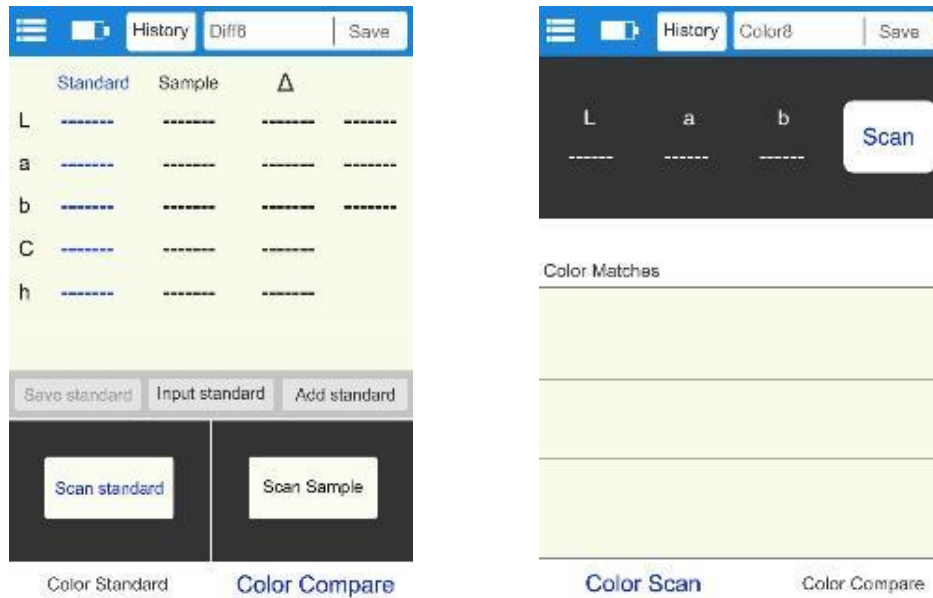 History Diff8 Save
Standard Sample Δ
L ------- ------- ------- -------
a ------- ------- ------- -------
b ------- ------- ------- -------
C ------- ------- -------
h ------- ------- -------
Save standard Input standard Add standard
Scan standard Scan Sample
Color Standard Color Compare
History Color8 Save
L a b
------ ------ ------
Scan
Color Matches
Color Scan Color Compare